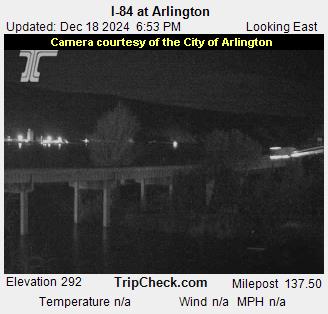 I-84 at Arlington
Updated: Dec 18 2024 6:53 PM Looking East
Camera courtesy of the City of Arlington
Elevation 292 TripCheck.com Milepost 137.50
Temperature n/a Wind n/a MPH n/a